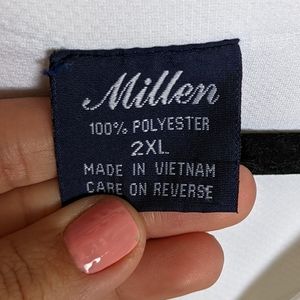 Millen
100% POLYESTER
2XL
MADE IN VIETNAM
CARE ON REVERSE